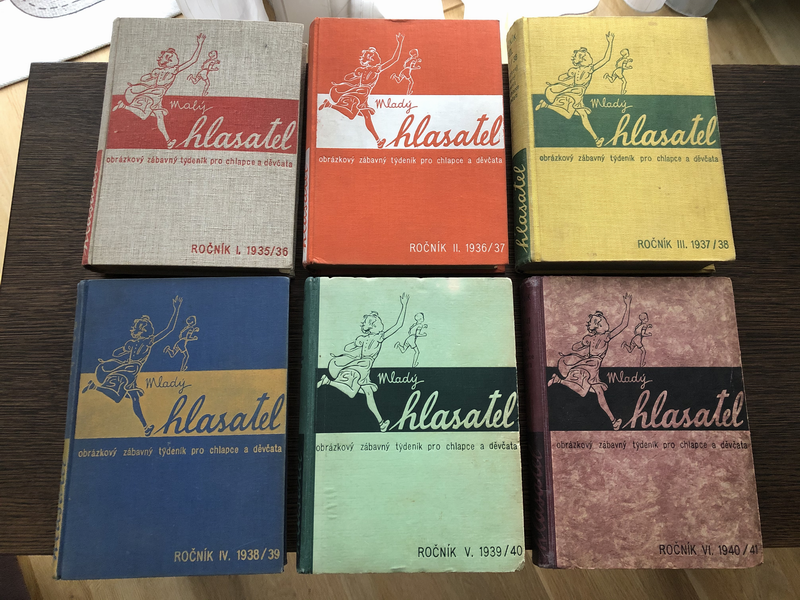 Malý
hlasatel
obrázkový zábavný týdeník pro chlapce a děvčata
ROČNÍK I. 1935/36
Mladý
hlasatel
obrázkový zábavný týdeník pro chlapce a děvčata
ROČNÍK II. 1936/37
Mladý
hlasatel
obrázkový zábavný týdeník pro chlapce a děvčata
ROČNÍK III. 1937/38
hlasatel
Mladý
hlasatel
obrázkový zábavný týdeník pro chlapce a děvčata
ROČNÍK IV. 1938/39
Mladý
hlasatel
obrázkový zábavný týdeník pro chlapce a děvčata
ROČNÍK V. 1939/40
Mladý
hlasatel
obrázkový zábavný týdeník pro chlapce a děvčata
ROČNÍK VI. 1940/41